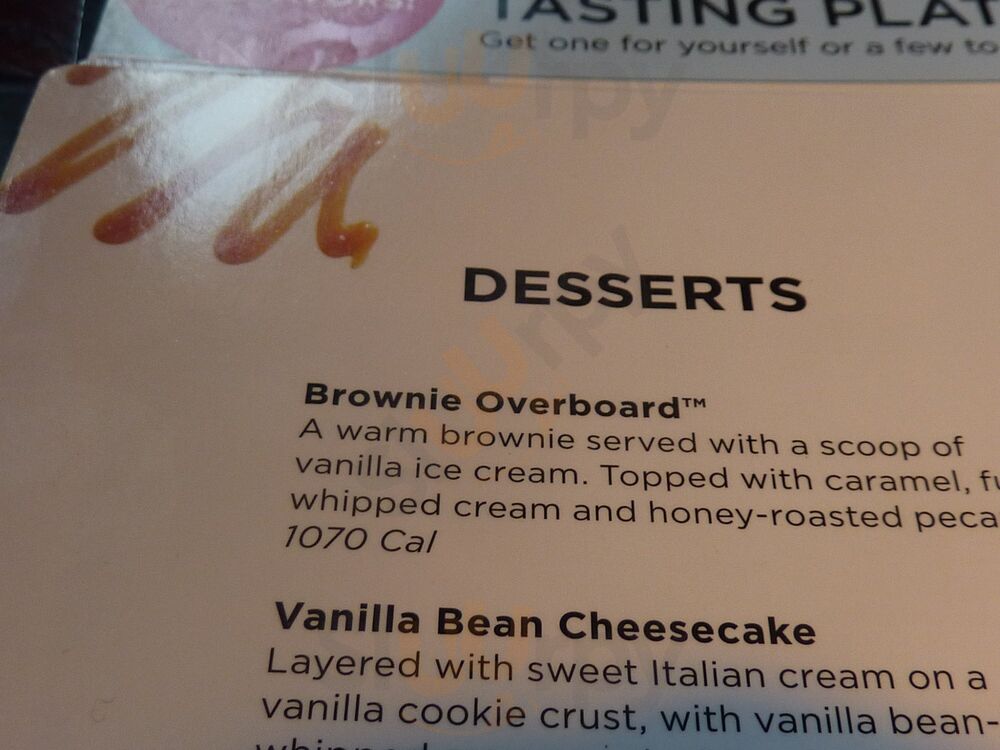 TASTING PLAT
Get one for yourself or a few to
DESSERTS
Brownie Overboard™
A warm brownie served with a scoop of
vanilla ice cream. Topped with caramel, fu
whipped cream and honey-roasted peca
1070 Cal
Vanilla Bean Cheesecake
Layered with sweet Italian cream on a
vanilla cookie crust, with vanilla bean-